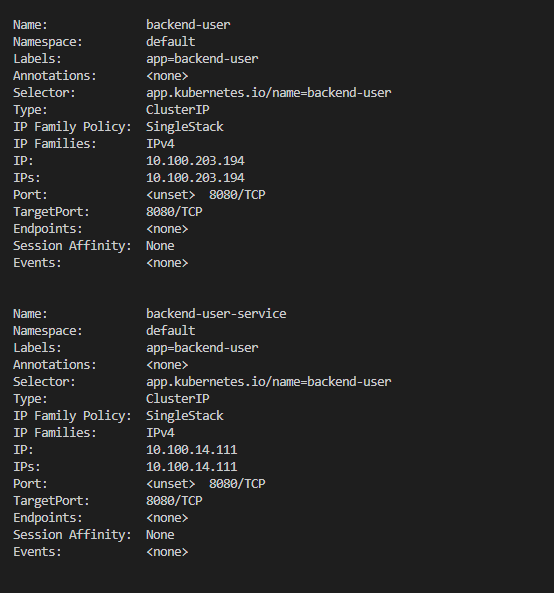 Name: backend-user
Namespace: default
Labels: app=backend-user
Annotations: <none>
Selector: app.kubernetes.io/name=backend-user
Type: ClusterIP
IP Family Policy: SingleStack
IP Families: IPv4
IP: 10.100.203.194
IPs: 10.100.203.194
Port: <unset> 8080/TCP
TargetPort: 8080/TCP
Endpoints: <none>
Session Affinity: None
Events: <none>
Name: backend-user-service
Namespace: default
Labels: app=backend-user
Annotations: <none>
Selector: app.kubernetes.io/name=backend-user
Type: ClusterIP
IP Family Policy: SingleStack
IP Families: IPv4
IP: 10.100.14.111
IPs: 10.100.14.111
Port: <unset> 8080/TCP
TargetPort: 8080/TCP
Endpoints: <none>
Session Affinity: None
Events: <none>